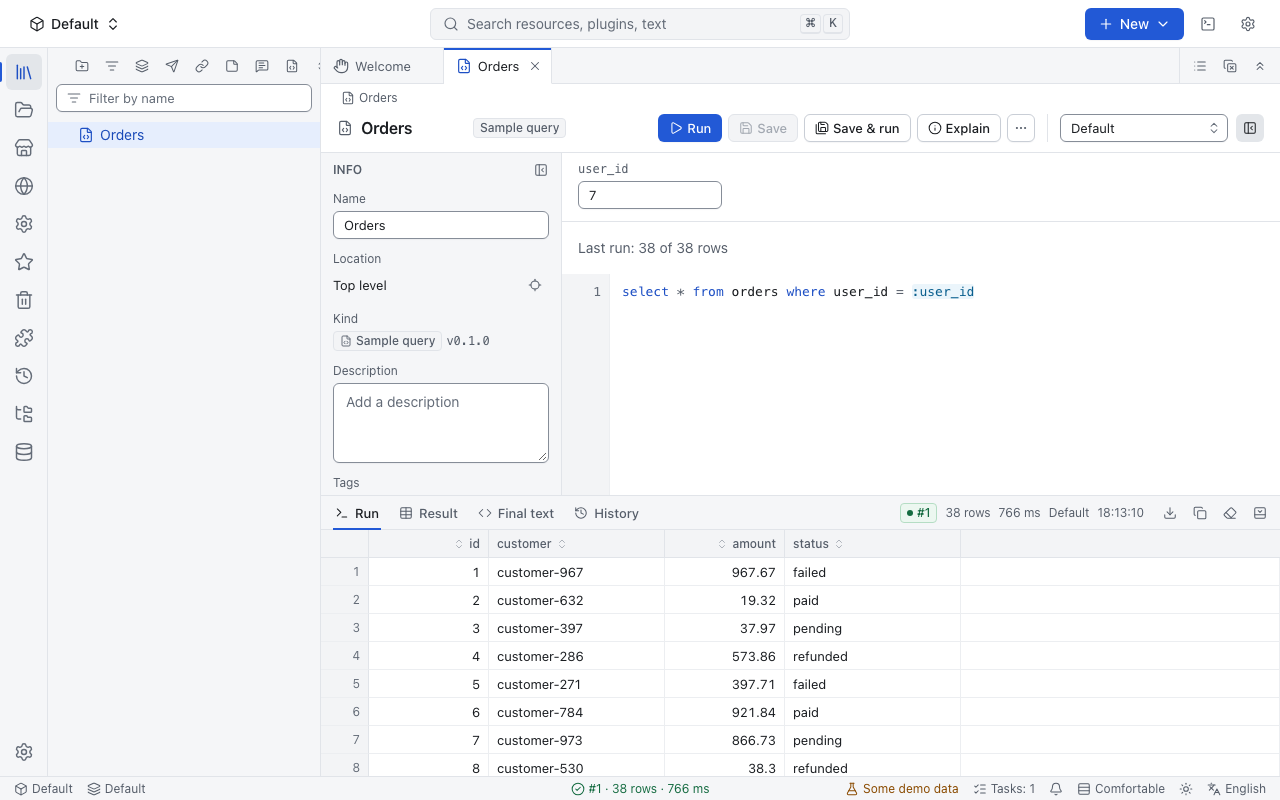 Default
Search resources, plugins, text
⌘ K
New
Filter by name
Orders
Welcome
Orders
Orders
Orders
Sample query
Run
Save
Save & run
Explain
Default
INFO
Name
Orders
Location
Top level
Kind
Sample query v0.1.0
Description
Add a description
Tags
user_id
7
Last run: 38 of 38 rows
1 select * from orders where user_id = :user_id
Run Result Final text History
#1 38 rows 766 ms Default 18:13:10
id customer amount status
1 1 customer-967 967.67 failed
2 2 customer-632 19.32 paid
3 3 customer-397 37.97 pending
4 4 customer-286 573.86 refunded
5 5 customer-271 397.71 failed
6 6 customer-784 921.84 paid
7 7 customer-973 866.73 pending
8 8 customer-530 38.3 refunded
Default Default #1 · 38 rows · 766 ms Some demo data Tasks: 1 Comfortable English